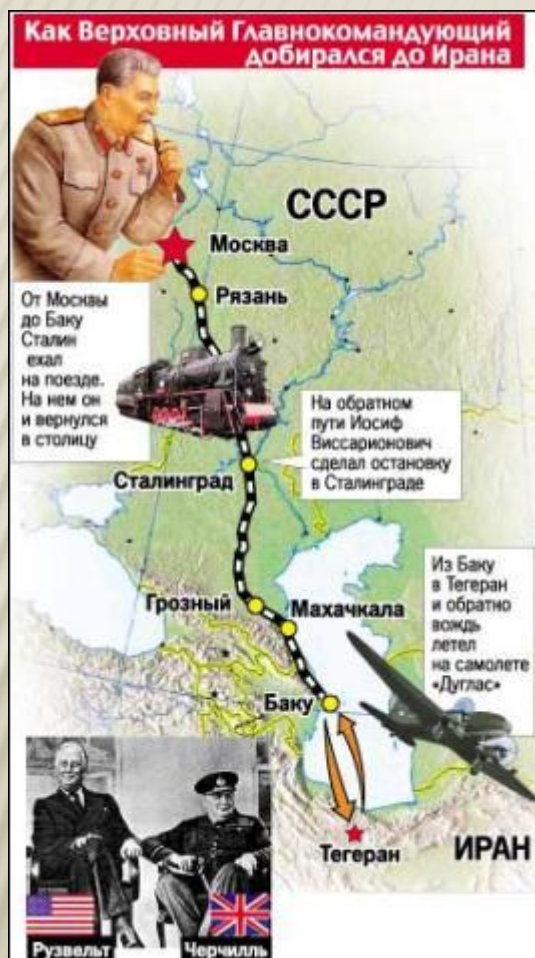 Как Верховный Главнокомандующий
добирался до Ирана
СССР
Москва
Рязань
От Москвы
до Баку
Сталин
ехал
на поезде.
На нем он
и вернулся
в столицу
На обратном
пути Иосиф
Виссарионович
сделал остановку
в Сталинграде
Сталинград
Из Баку
в Тегеран
и обратно
вождь
летел
на самолете
«Дуглас»
Грозный
Махачкала
Баку
Тегеран
ИРАН
Рузвельт
Черчилль